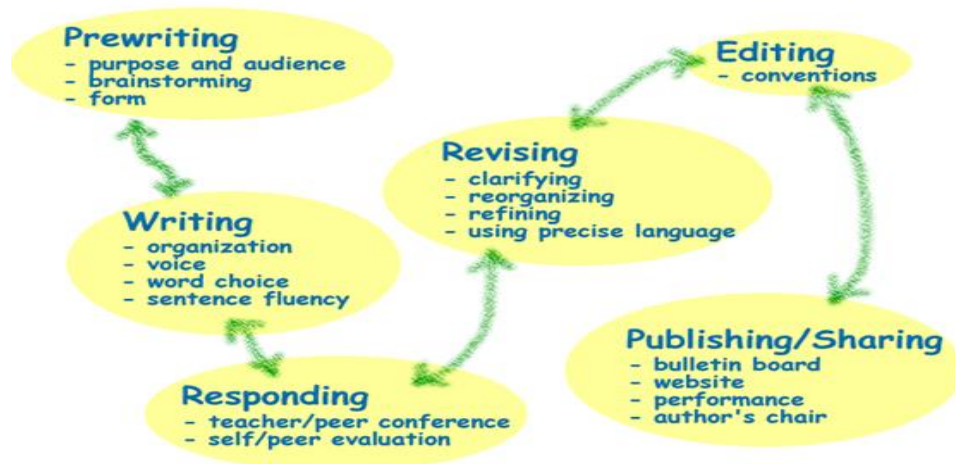 Prewriting
- purpose and audience
- brainstorming
- form
Writing
- organization
- voice
- word choice
- sentence fluency
Responding
- teacher/peer conference
- self/peer evaluation
Revising
- clarifying
- reorganizing
- refining
- using precise language
Editing
- conventions
Publishing/Sharing
- bulletin board
- website
- performance
- author's chair